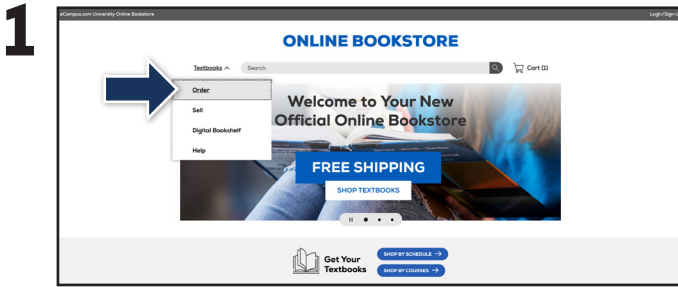 1
eCampus.com University Online Bookstore
Login/Sign U
ONLINE BOOKSTORE
Textbooks
Search
Cart (1)
Order
Sell
Digital Bookshelf
Help
Welcome to Your New
Official Online Bookstore
FREE SHIPPING
SHOP TEXTBOOKS
Get Your
Textbooks
SHOP BY SCHEDULE →
SHOP BY COURSES →